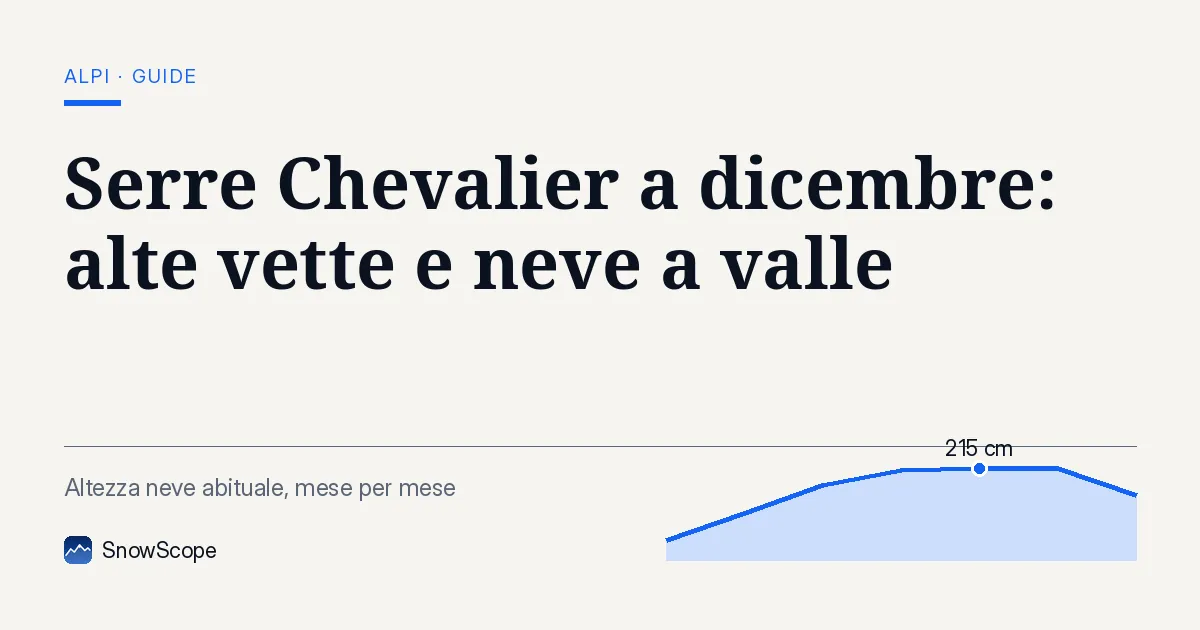 ALPI · GUIDE
Serre Chevalier a dicembre:
alte vette e neve a valle
215 cm
Altezza neve abituale, mese per mese
SnowScope